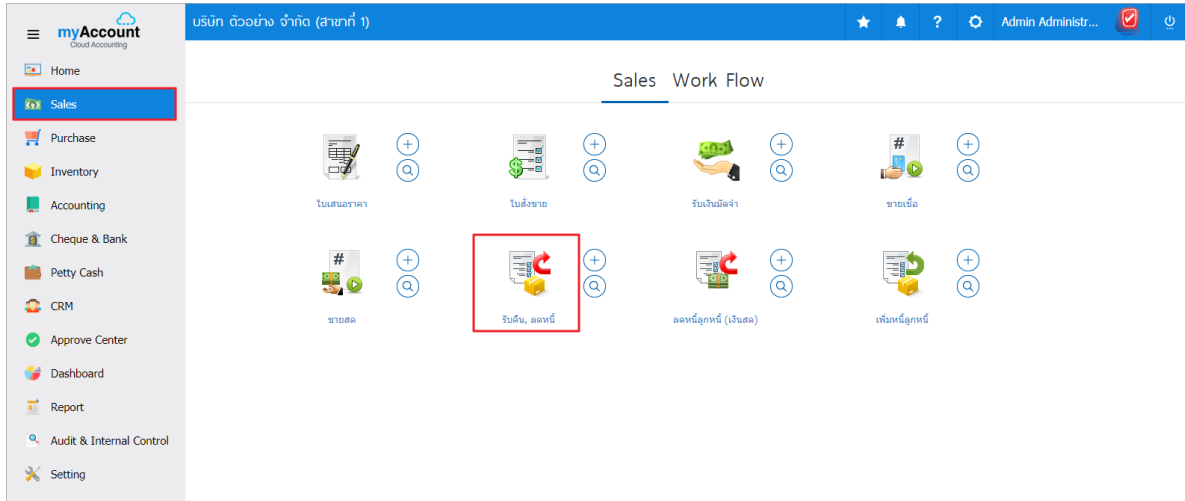 myAccount
Cloud Accounting
บริษัท ตัวอย่าง จำกัด (สาขาที่ 1)
?
Admin Administr...
Home
Sales
Purchase
Inventory
Accounting
Cheque & Bank
Petty Cash
CRM
Approve Center
Dashboard
Report
Audit & Internal Control
Setting
Sales Work Flow
ใบเสนอราคา
ใบสั่งขาย
รับเงินมัดจำ
#
ขายเชื่อ
#
ขายสด
รับคืน, ลดหนี้
ลดหนี้ลูกหนี้ (เงินสด)
เพิ่มหนี้ลูกหนี้